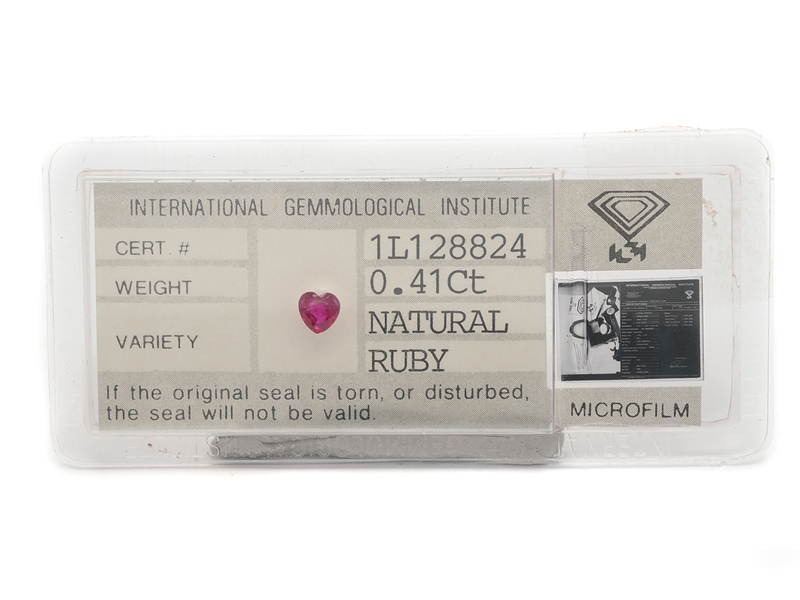 INTERNATIONAL GEMMOLOGICAL INSTITUTE
CERT. # 1L128824
WEIGHT 0.41Ct
VARIETY NATURAL
RUBY
If the original seal is torn, or disturbed,
the seal will not be valid.
MICROFILM